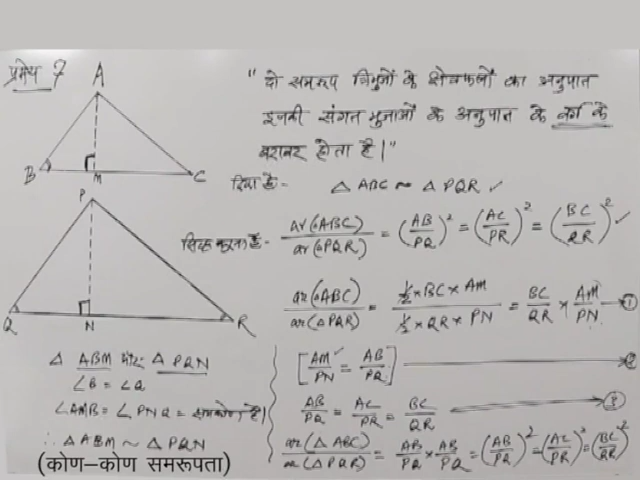 प्रमेय 7
"दो समरूप त्रिभुजों के क्षेत्रफलों का अनुपात
इनकी संगत भुजाओं के अनुपात के वर्ग के
बराबर होता है।"
A
B
M
C
दिया है:- △ ABC ~ △ PQR ✓
सिद्ध करना है:- ar(△ABC)/ar(△PQR) = (AB/PQ)² = (AC/PR)² = (BC/QR)² ✓
P
Q
N
R
ar(△ABC)/ar(△PQR) = ½ × BC × AM / ½ × QR × PN = BC/QR × AM/PN → ①
△ ABM और △ PQN
∠B = ∠Q
∠AMB = ∠PNQ = समकोण है।
∴ △ABM ~ △PQN
(कोण–कोण समरूपता)
[AM/PN = AB/PQ] →
AB/PQ = AC/PR = BC/QR →
ar(△ABC)/ar(△PQR) = AB/PQ × AB/PQ = (AB/PQ)² = (AC/PR)² = (BC/QR)²